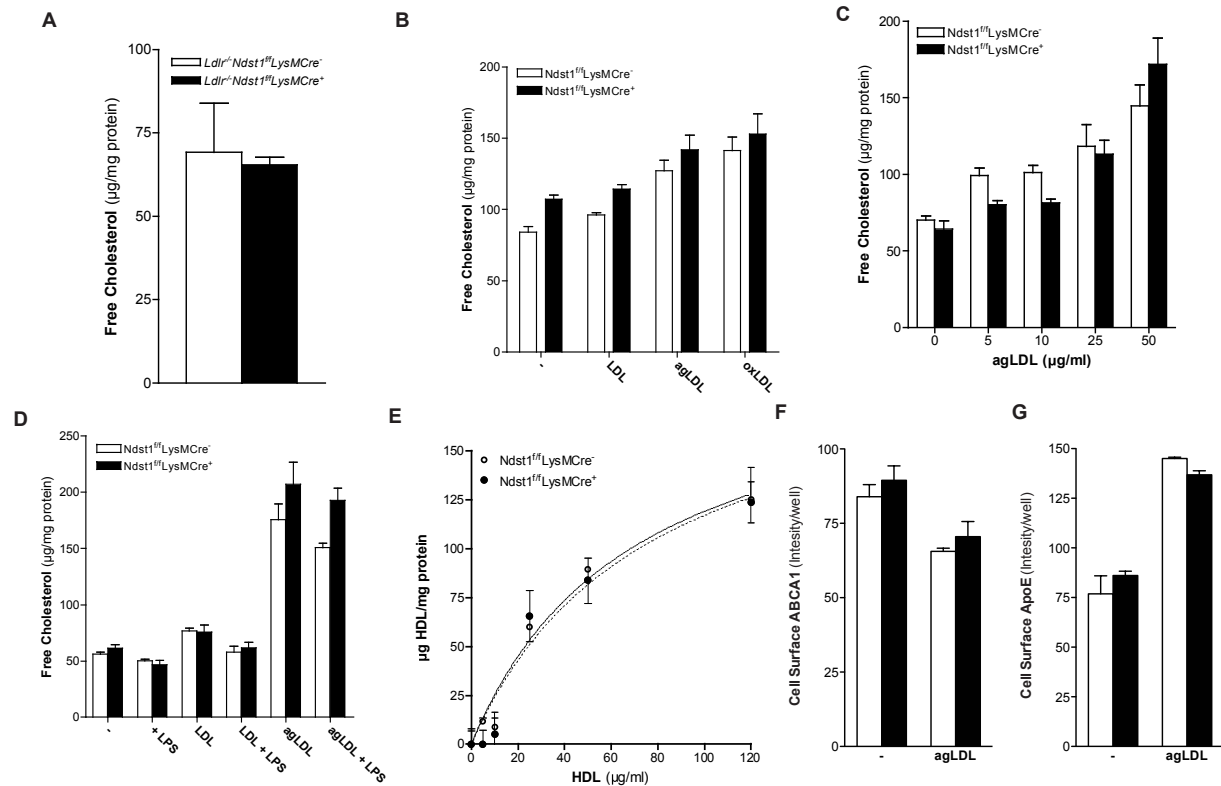 A
Ldlr-/-Ndst1f/fLysMCre-
Ldlr-/-Ndst1f/fLysMCre+
Free Cholesterol (µg/mg protein)
100
75
50
25
0
B
Ndst1f/fLysMCre-
Ndst1f/fLysMCre+
Free Cholesterol (µg/mg protein)
200
150
100
50
0
-
LDL
agLDL
oxLDL
C
Ndst1f/fLysMCre-
Ndst1f/fLysMCre+
Free Cholesterol (µg/mg protein)
200
150
100
50
0
0 5 10 25 50
agLDL (µg/ml)
D
Ndst1f/fLysMCre-
Ndst1f/fLysMCre+
Free Cholesterol (µg/mg protein)
250
200
150
100
50
0
-
+ LPS
LDL
LDL + LPS
agLDL
agLDL + LPS
E
Ndst1f/fLysMCre-
Ndst1f/fLysMCre+
µg HDL/mg protein
150
125
100
75
50
25
0
0 20 40 60 80 100 120
HDL (µg/ml)
F
Cell Surface ABCA1 (Intesity/well)
100
75
50
25
0
- agLDL
G
Cell Surface ApoE (Intesity/well)
150
125
100
75
50
25
0
- agLDL